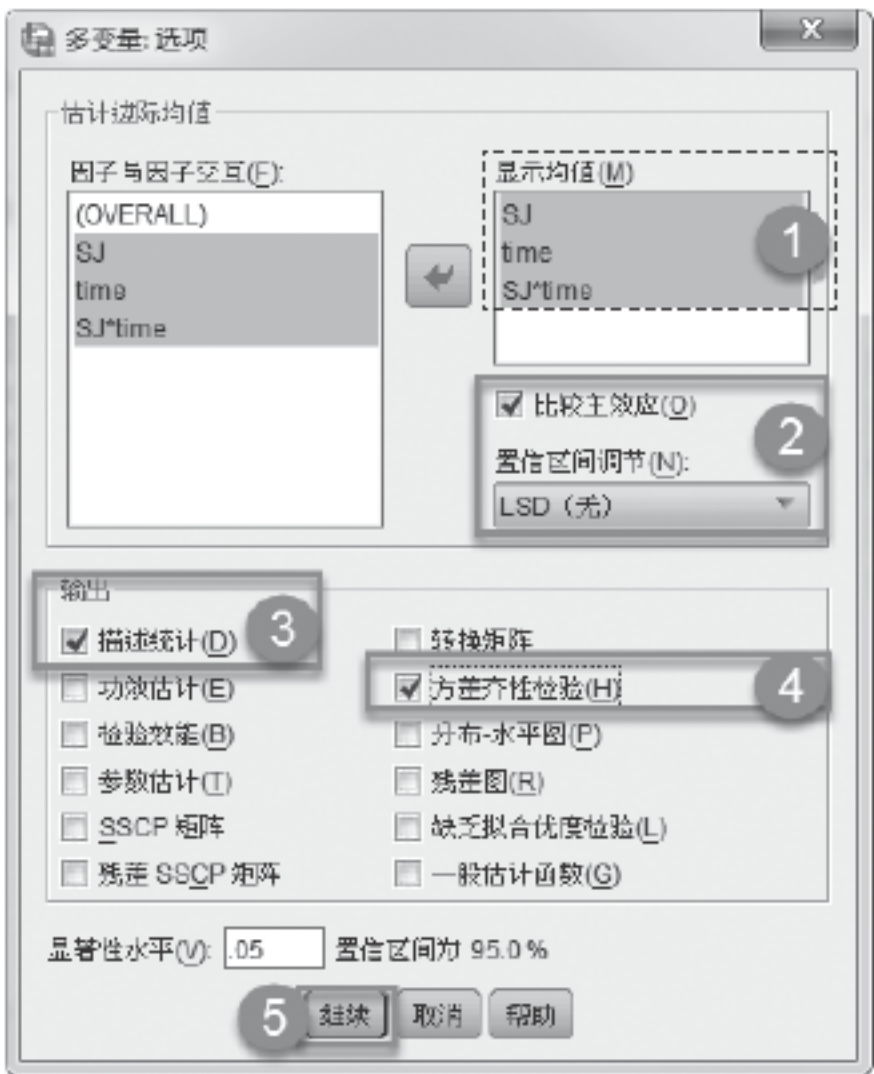 多变量: 选项
估计边际均值
因子与因子交互(F):
(OVERALL)
SJ
time
SJ*time
显示均值(M)
SJ
time
SJ*time
1
比较主效应(O)
2
置信区间调节(N):
LSD（无）
输出
3
描述统计(D)
转换矩阵
功效估计(E)
方差齐性检验(H)
4
检验效能(B)
分布-水平图(P)
参数估计(T)
残差图(R)
SSCP 矩阵
缺乏拟合优度检验(L)
残差 SSCP 矩阵
一般估计函数(G)
显著性水平(V): .05 置信区间为 95.0 %
5
继续
取消
帮助